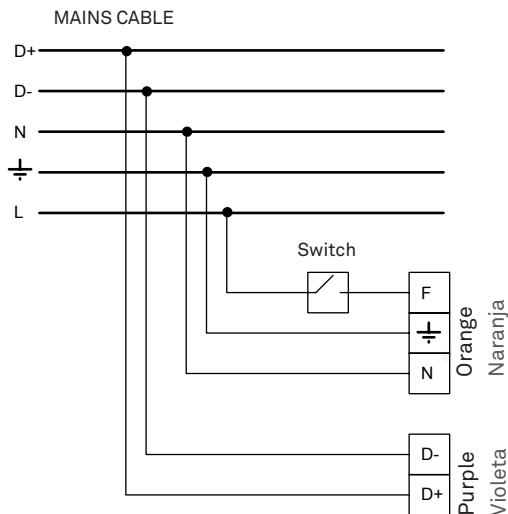 MAINS CABLE
D+
D-
N
L
Switch
F
N
Orange
Naranja
D-
D+
Purple
Violeta